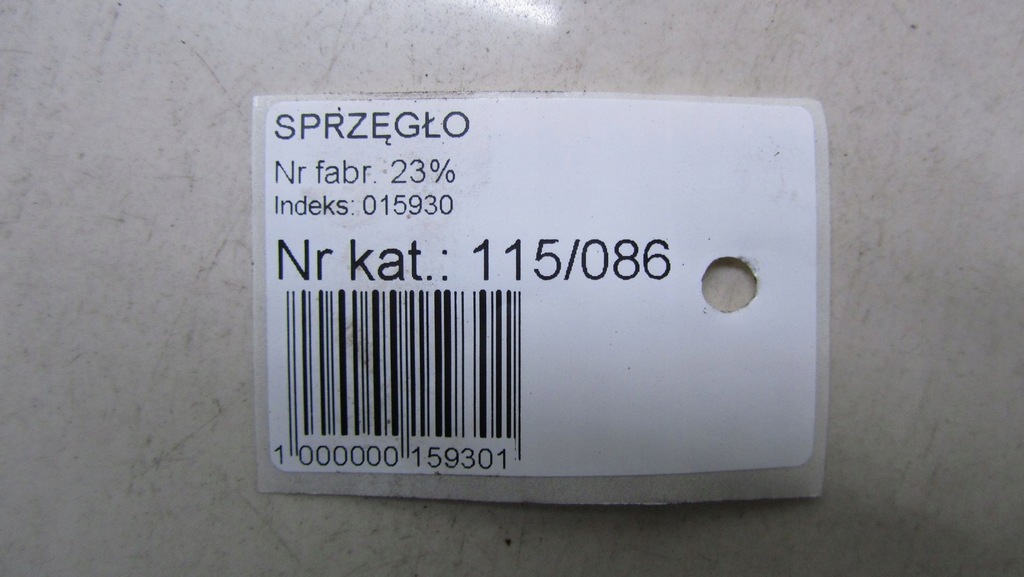 SPRZĘGŁO
Nr fabr. 23%
Indeks: 015930
Nr kat.: 115/086
1 000000 159301